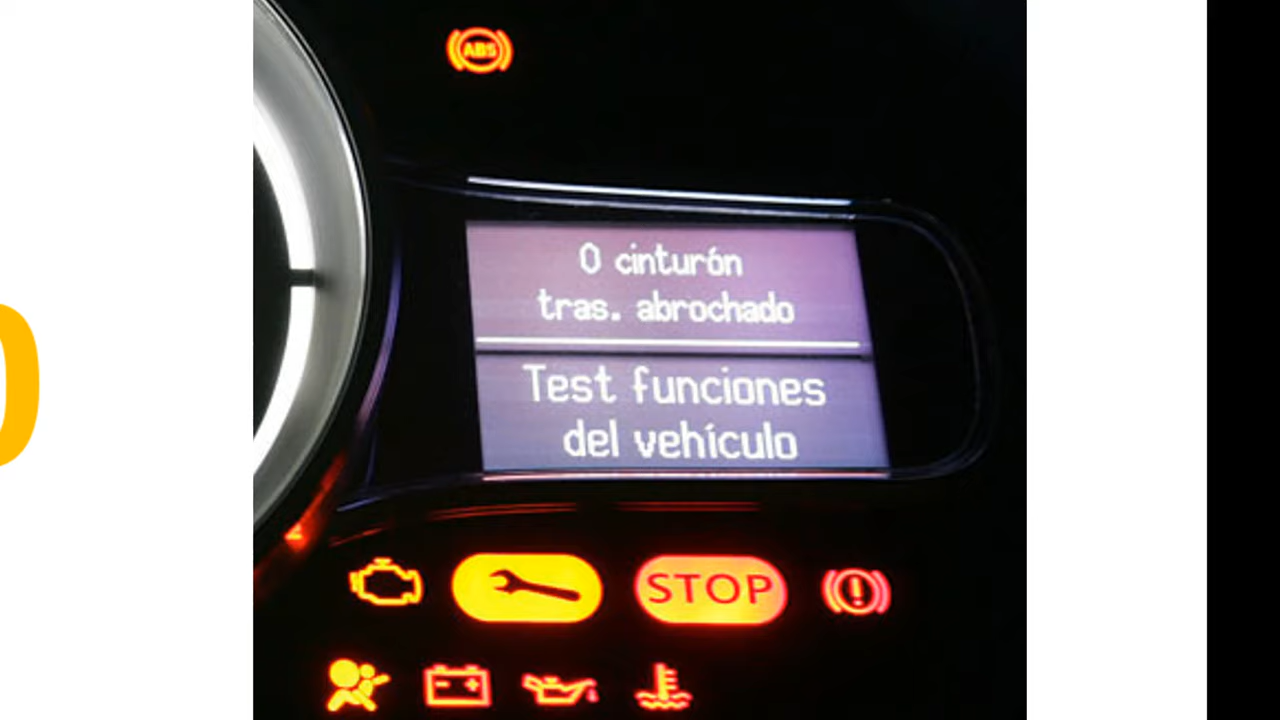 ABS
0 cinturón
tras. abrochado
Test funciones
del vehículo
STOP